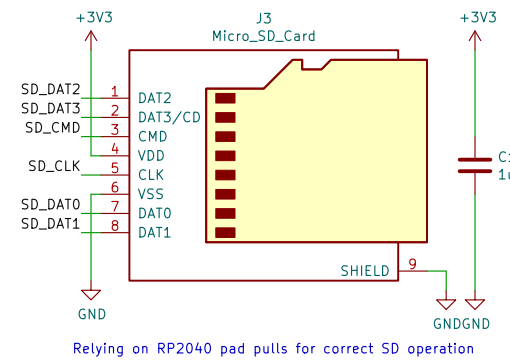 +3V3
J3
Micro_SD_Card
+3V3
SD_DAT2 1 DAT2
SD_DAT3 2 DAT3/CD
SD_CMD 3 CMD
4 VDD
SD_CLK 5 CLK
6 VSS
SD_DAT0 7 DAT0
SD_DAT1 8 DAT1
C1
1u
SHIELD 9
GND
GND
GND
Relying on RP2040 pad pulls for correct SD operation